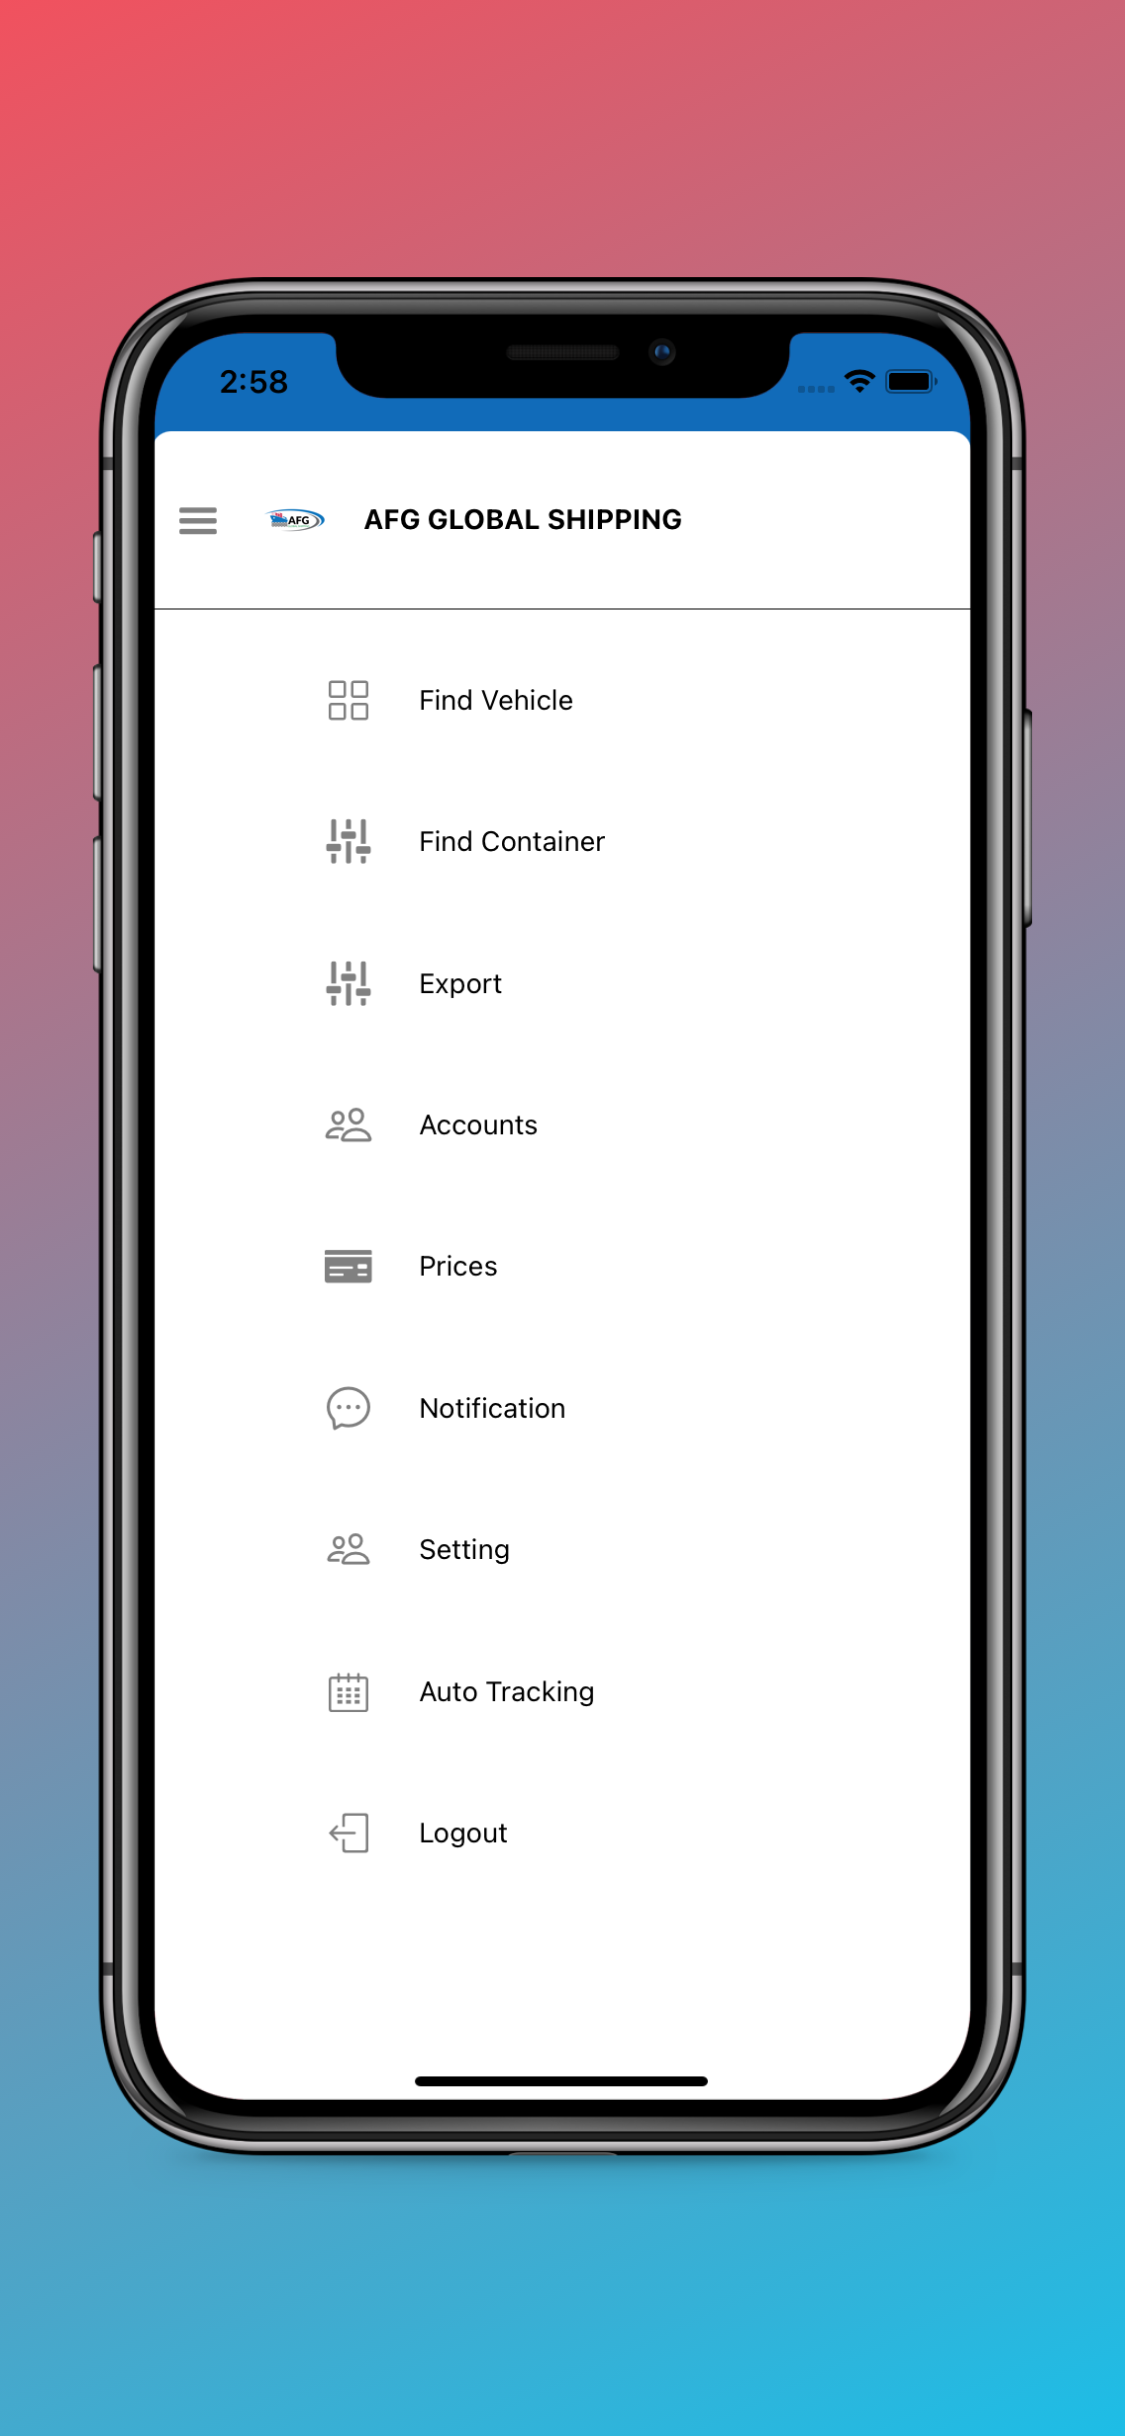 2:58
AFG
AFG GLOBAL SHIPPING
Find Vehicle
Find Container
Export
Accounts
Prices
Notification
Setting
Auto Tracking
Logout